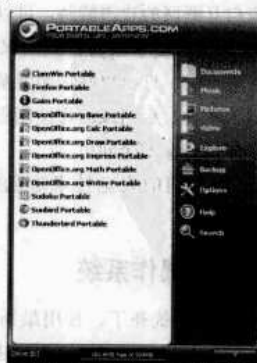 PORTABLEAPPS.COM
ClamWin Portable
Firefox Portable
Gaim Portable
OpenOffice.org Base Portable
OpenOffice.org Calc Portable
OpenOffice.org Draw Portable
OpenOffice.org Impress Portable
OpenOffice.org Math Portable
OpenOffice.org Writer Portable
Sudoku Portable
Sunbird Portable
Thunderbird Portable
Documents
Music
Pictures
Video
Explore
Backup
Options
Help
Search